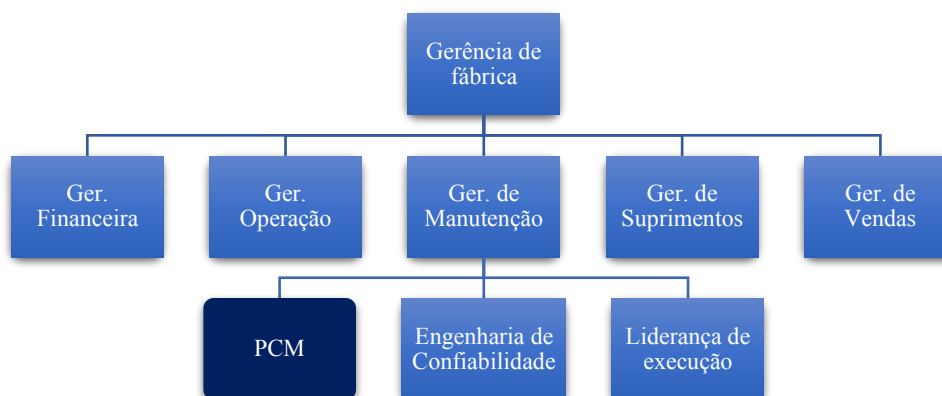 Gerência de
fábrica
Ger.
Financeira
Ger.
Operação
Ger. de
Manutenção
Ger. de
Suprimentos
Ger. de
Vendas
PCM
Engenharia de
Confiabilidade
Liderança de
execução